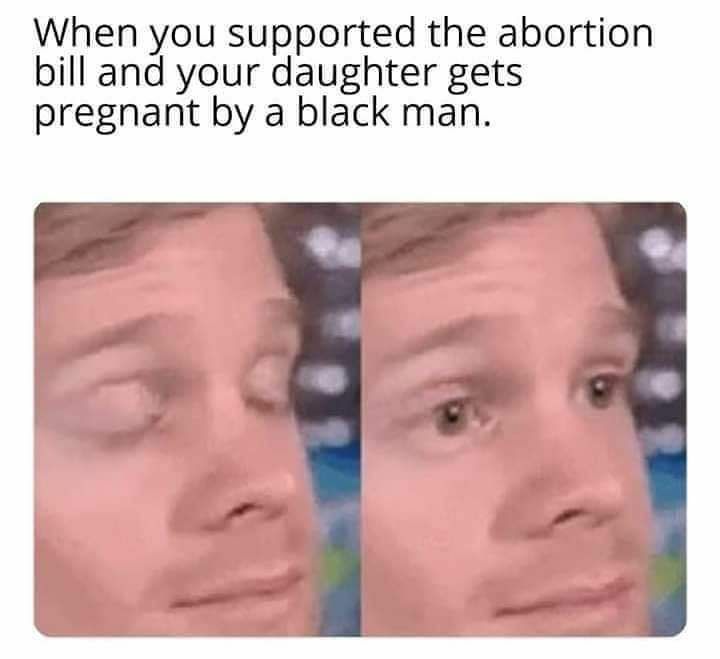 When you supported the abortion
bill and your daughter gets
pregnant by a black man.